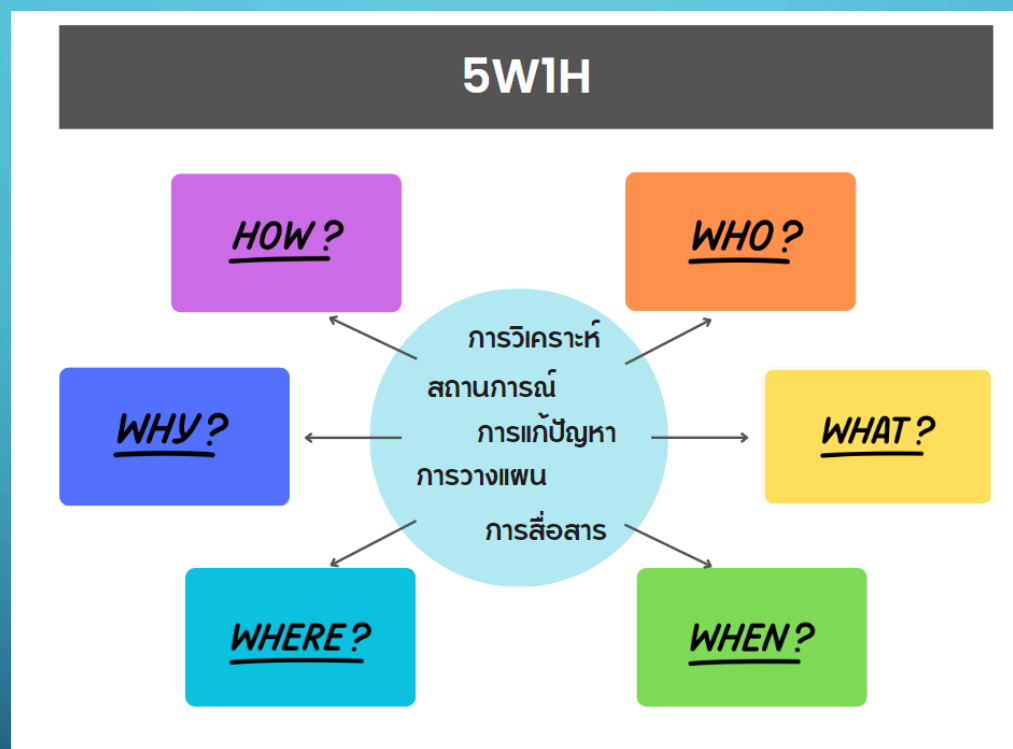 5W1H
HOW?
WHO?
การวิเคราะห์
สถานการณ์
การแก้ปัญหา
การวางแผน
การสื่อสาร
WHY?
WHAT?
WHERE?
WHEN?